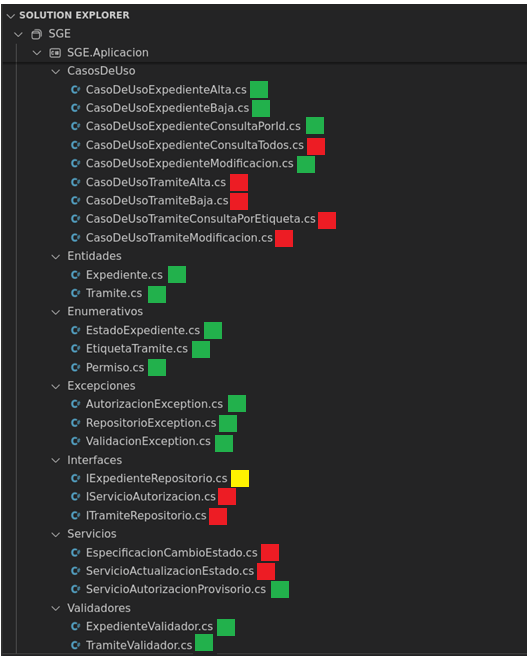 SOLUTION EXPLORER
SGE
SGE.Aplicacion
CasosDeUso
CasoDeUsoExpedienteAlta.cs
CasoDeUsoExpedienteBaja.cs
CasoDeUsoExpedienteConsultaPorId.cs
CasoDeUsoExpedienteConsultaTodos.cs
CasoDeUsoExpedienteModificacion.cs
CasoDeUsoTramiteAlta.cs
CasoDeUsoTramiteBaja.cs
CasoDeUsoTramiteConsultaPorEtiqueta.cs
CasoDeUsoTramiteModificacion.cs
Entidades
Expediente.cs
Tramite.cs
Enumerativos
EstadoExpediente.cs
EtiquetaTramite.cs
Permiso.cs
Excepciones
AutorizacionException.cs
RepositorioException.cs
ValidacionException.cs
Interfaces
IExpedienteRepositorio.cs
IServicioAutorizacion.cs
ITramiteRepositorio.cs
Servicios
EspecificacionCambioEstado.cs
ServicioActualizacionEstado.cs
ServicioAutorizacionProvisorio.cs
Validadores
ExpedienteValidador.cs
TramiteValidador.cs